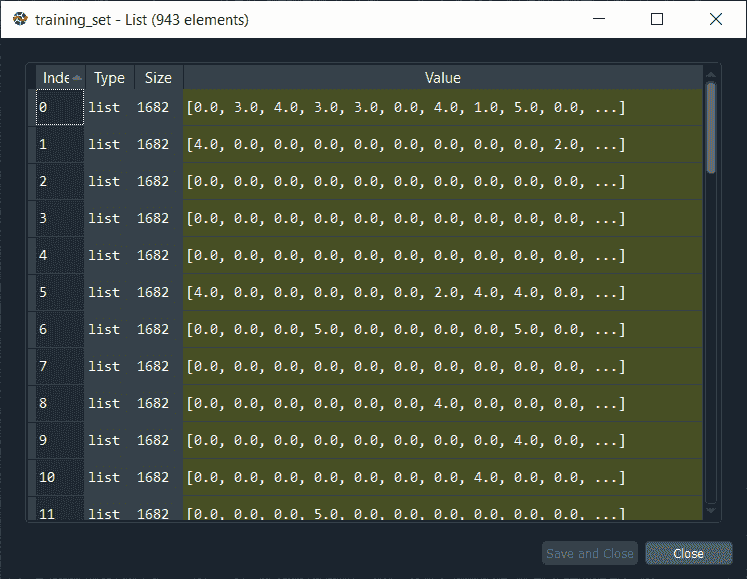 training_set - List (943 elements)
Inde Type Size Value
0 list 1682 [0.0, 3.0, 4.0, 3.0, 3.0, 0.0, 4.0, 1.0, 5.0, 0.0, ...]
1 list 1682 [4.0, 0.0, 0.0, 0.0, 0.0, 0.0, 0.0, 0.0, 0.0, 2.0, ...]
2 list 1682 [0.0, 0.0, 0.0, 0.0, 0.0, 0.0, 0.0, 0.0, 0.0, 0.0, ...]
3 list 1682 [0.0, 0.0, 0.0, 0.0, 0.0, 0.0, 0.0, 0.0, 0.0, 0.0, ...]
4 list 1682 [0.0, 0.0, 0.0, 0.0, 0.0, 0.0, 0.0, 0.0, 0.0, 0.0, ...]
5 list 1682 [4.0, 0.0, 0.0, 0.0, 0.0, 0.0, 2.0, 4.0, 4.0, 0.0, ...]
6 list 1682 [0.0, 0.0, 0.0, 5.0, 0.0, 0.0, 0.0, 0.0, 5.0, 0.0, ...]
7 list 1682 [0.0, 0.0, 0.0, 0.0, 0.0, 0.0, 0.0, 0.0, 0.0, 0.0, ...]
8 list 1682 [0.0, 0.0, 0.0, 0.0, 0.0, 0.0, 4.0, 0.0, 0.0, 0.0, ...]
9 list 1682 [0.0, 0.0, 0.0, 0.0, 0.0, 0.0, 0.0, 0.0, 4.0, 0.0, ...]
10 list 1682 [0.0, 0.0, 0.0, 0.0, 0.0, 0.0, 0.0, 4.0, 0.0, 0.0, ...]
11 list 1682 [0.0, 0.0, 0.0, 5.0, 0.0, 0.0, 0.0, 0.0, 0.0, 0.0, ...]
Save and Close Close